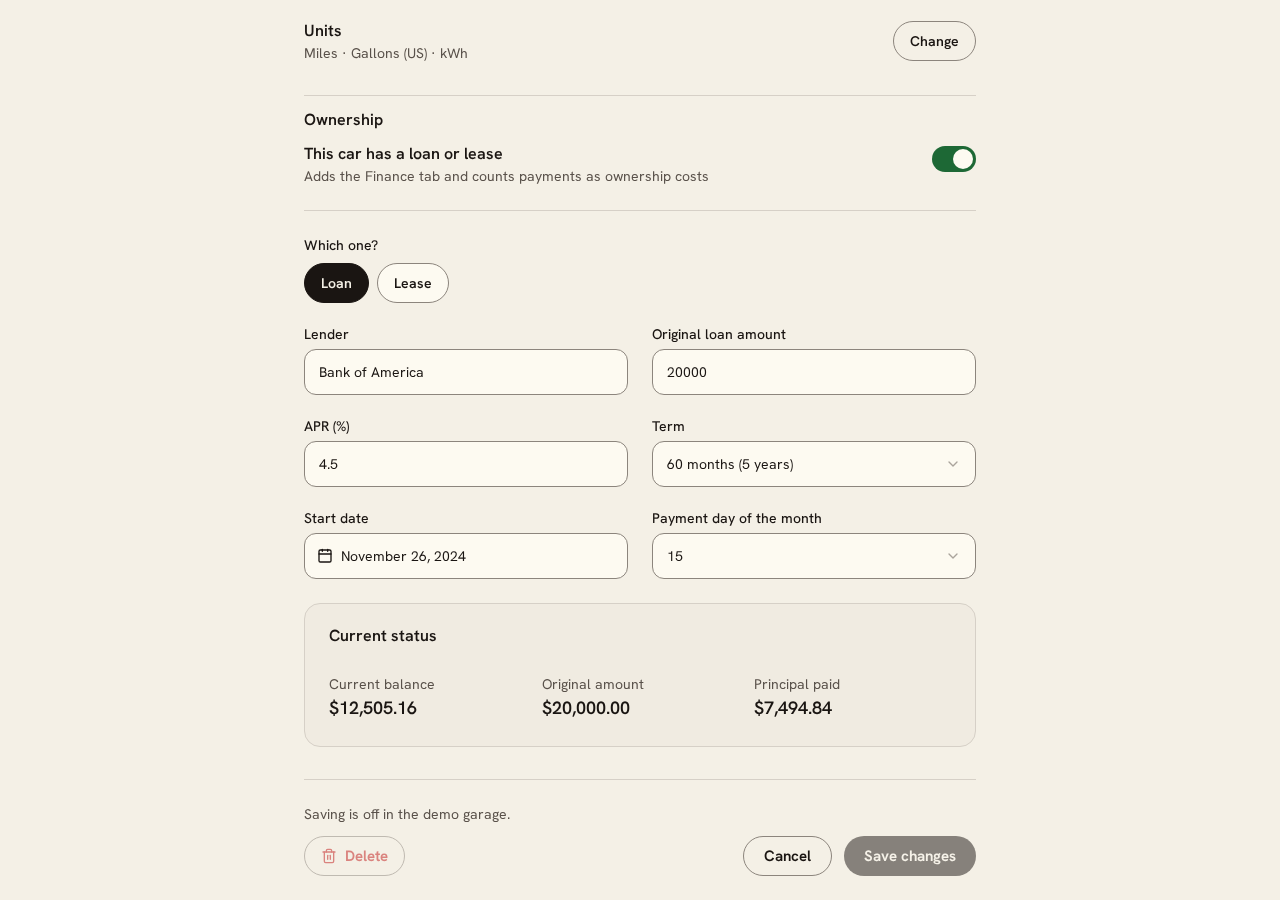 Units
Miles · Gallons (US) · kWh
Change
Ownership
This car has a loan or lease
Adds the Finance tab and counts payments as ownership costs
Which one?
Loan
Lease
Lender
Original loan amount
Bank of America
20000
APR (%)
Term
4.5
60 months (5 years)
Start date
Payment day of the month
November 26, 2024
15
Current status
Current balance
Original amount
Principal paid
$12,505.16
$20,000.00
$7,494.84
Saving is off in the demo garage.
Delete
Cancel
Save changes